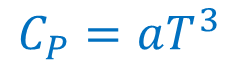 $C_P = aT^3$